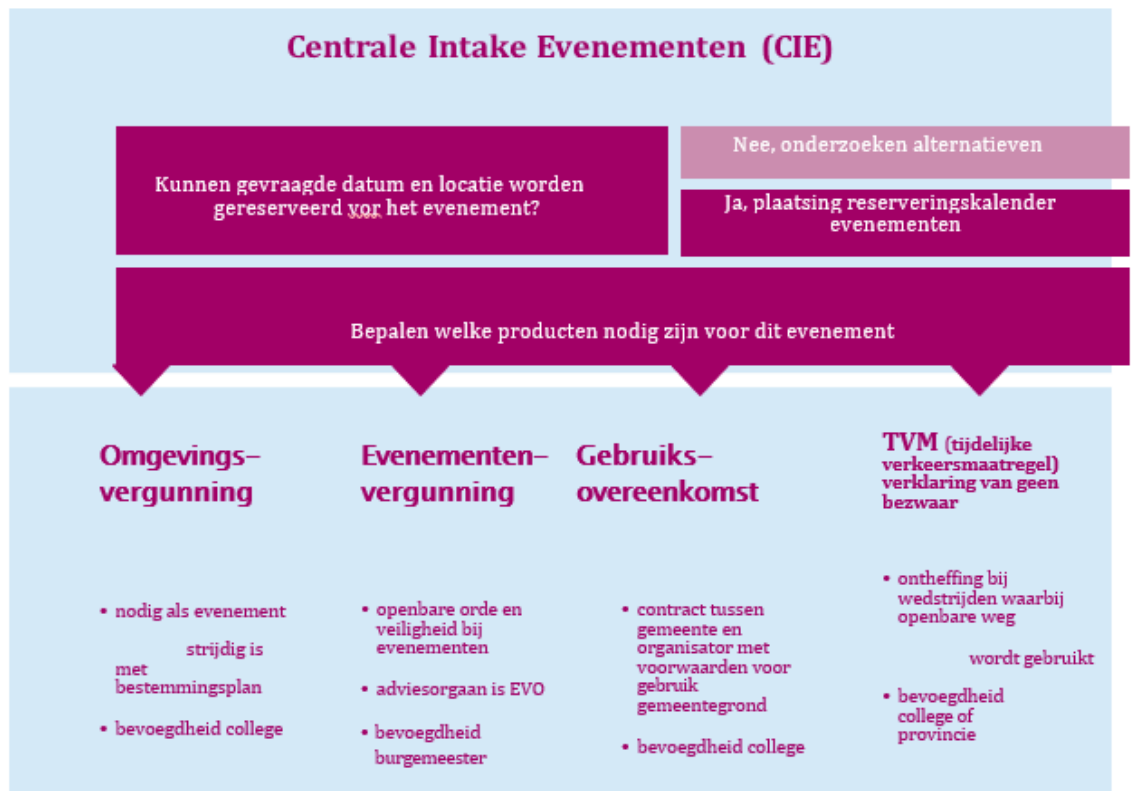 Centrale Intake Evenementen (CIE)
Kunnen gevraagde datum en locatie worden
gereserveerd vor het evenement?
Nee, onderzoeken alternatieven
Ja, plaatsing reserveringskalender
evenementen
Bepalen welke producten nodig zijn voor dit evenement
Omgevings–
vergunning
• nodig als evenement
strijdig is
met
bestemmingsplan
• bevoegdheid college
Evenementen–
vergunning
• openbare orde en
veiligheid bij
evenementen
• adviesorgaan is EVO
• bevoegdheid
burgemeester
Gebruiks–
overeenkomst
• contract tussen
gemeente en
organisator met
voorwaarden voor
gebruik
gemeentegrond
• bevoegdheid college
TVM (tijdelijke
verkeersmaatregel)
verklaring van geen
bezwaar
• ontheffing bij
wedstrijden waarbij
openbare weg
wordt gebruikt
• bevoegdheid
college of
provincie